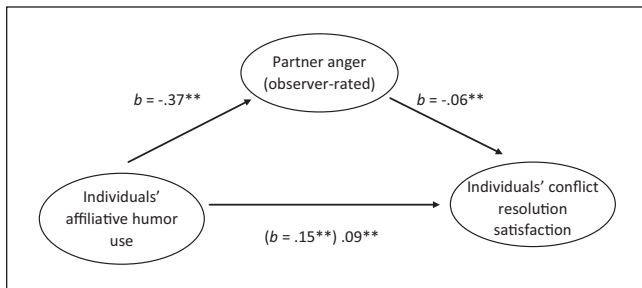 Partner anger
(observer-rated)
b = -.37**
b = -.06**
Individuals'
affiliative humor
use
Individuals' conflict
resolution
satisfaction
(b = .15**) .09**